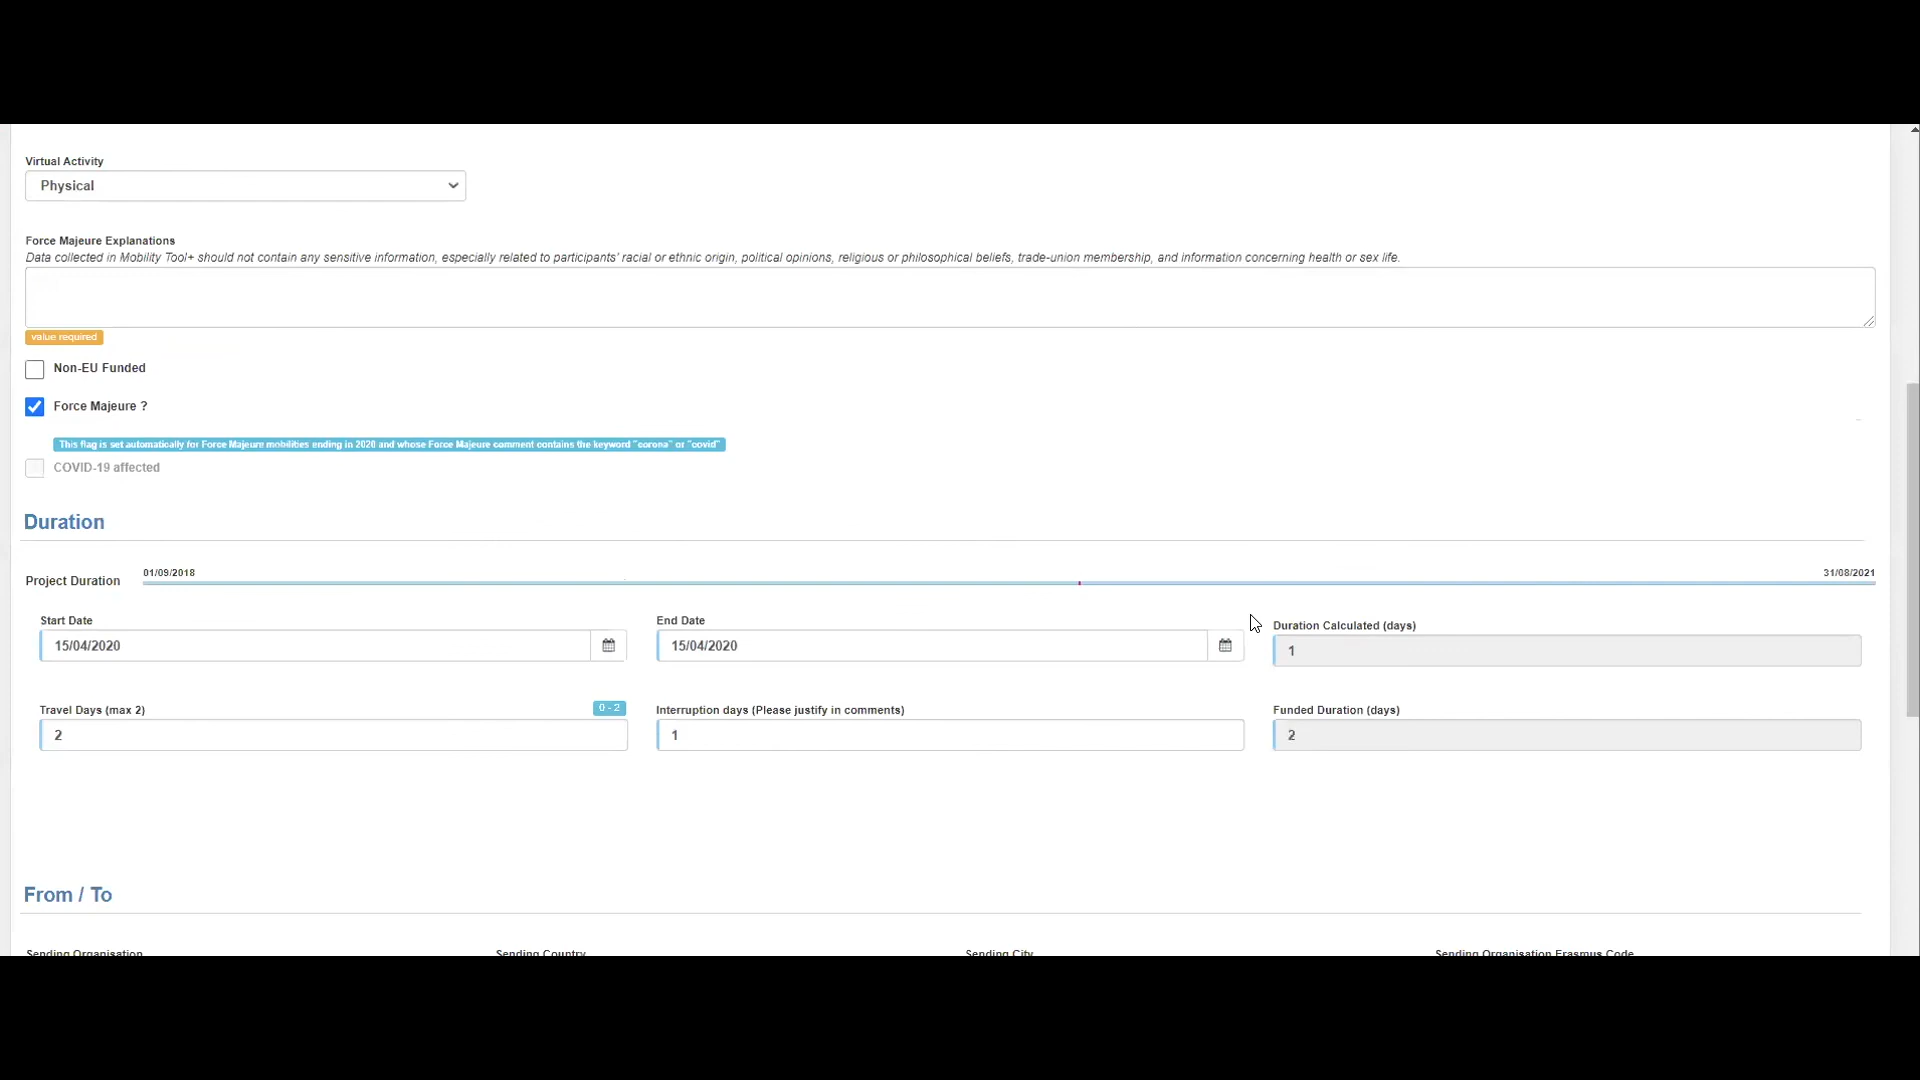 Virtual Activity
Physical
Force Majeure Explanations
Data collected in Mobility Tool+ should not contain any sensitive information, especially related to participants' racial or ethnic origin, political opinions, religious or philosophical beliefs, trade-union membership, and information concerning health or sex life.
value required
Non-EU Funded
Force Majeure ?
This flag is set automatically for Force Majeure mobilities ending in 2020 and whose Force Majeure comment contains the keyword "corona" or "covid"
COVID-19 affected
Duration
Project Duration 01/09/2018 31/08/2021
Start Date End Date Duration Calculated (days)
15/04/2020 15/04/2020 1
Travel Days (max 2) 0 - 2 Interruption days (Please justify in comments) Funded Duration (days)
2 1 2
From / To
Sending Organisation Sending Country Sending City Sending Organisation Erasmus Code